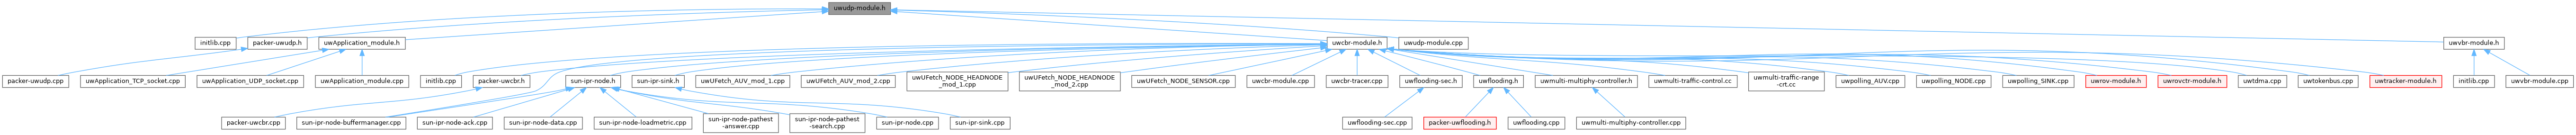 uwudp-module.h
initlib.cpp
packer-uwudp.h
uwApplication_module.h
uwcbr-module.h
uwudp-module.cpp
uwvbr-module.h
packer-uwudp.cpp
uwApplication_TCP_socket.cpp
uwApplication_UDP_socket.cpp
uwApplication_module.cpp
initlib.cpp
packer-uwcbr.h
sun-ipr-node.h
sun-ipr-sink.h
uwUFetch_AUV_mod_1.cpp
uwUFetch_AUV_mod_2.cpp
uwUFetch_NODE_HEADNODE
_mod_1.cpp
uwUFetch_NODE_HEADNODE
_mod_2.cpp
uwUFetch_NODE_SENSOR.cpp
uwcbr-module.cpp
uwcbr-tracer.cpp
uwflooding-sec.h
uwflooding.h
uwmulti-multiphy-controller.h
uwmulti-traffic-control.cc
uwmulti-traffic-range
-crt.cc
uwpolling_AUV.cpp
uwpolling_NODE.cpp
uwpolling_SINK.cpp
uwrov-module.h
uwrovctr-module.h
uwtdma.cpp
uwtokenbus.cpp
uwtracker-module.h
initlib.cpp
uwvbr-module.cpp
packer-uwcbr.cpp
sun-ipr-node-buffermanager.cpp
sun-ipr-node-ack.cpp
sun-ipr-node-data.cpp
sun-ipr-node-loadmetric.cpp
sun-ipr-node-pathest
-answer.cpp
sun-ipr-node-pathest
-search.cpp
sun-ipr-node.cpp
sun-ipr-sink.cpp
uwflooding-sec.cpp
packer-uwflooding.h
uwflooding.cpp
uwmulti-multiphy-controller.cpp